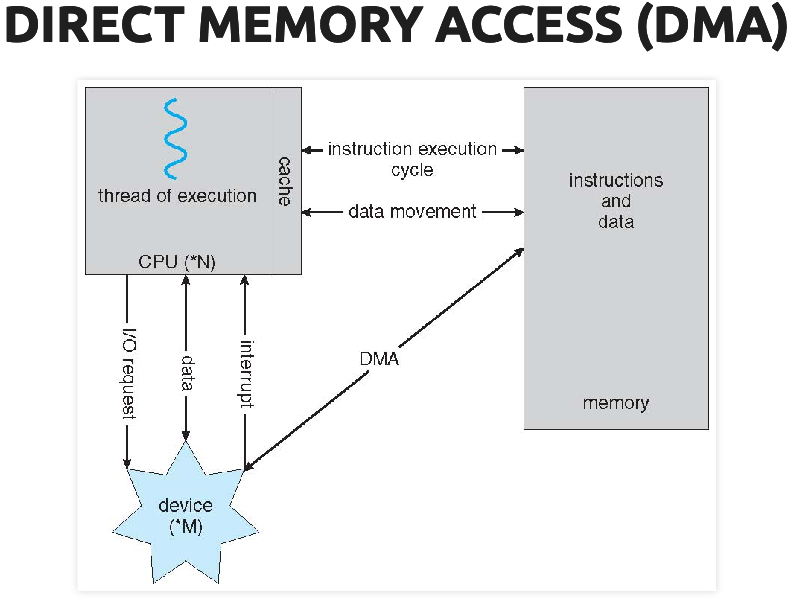 DIRECT MEMORY ACCESS (DMA)
thread of execution
cache
CPU (*N)
instruction execution
cycle
data movement
instructions
and
data
memory
I/O request
data
interrupt
DMA
device
(*M)